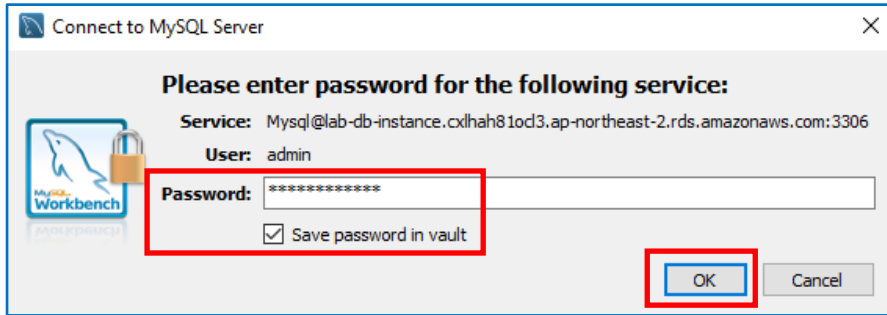 Connect to MySQL Server
Please enter password for the following service:
Service: Mysql@lab-db-instance.cxlhah81ocl3.ap-northeast-2.rds.amazonaws.com:3306
User: admin
MySQL
Workbench
Password: ************
Save password in vault
OK Cancel